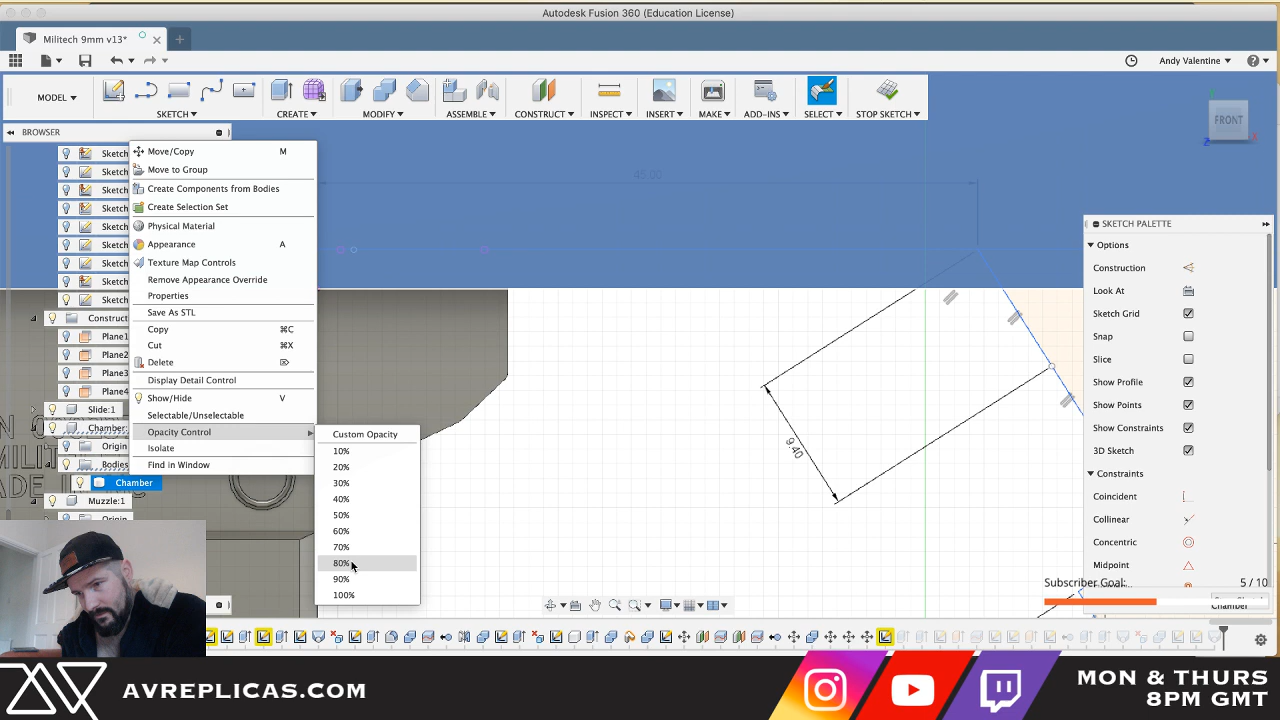 Autodesk Fusion 360 (Education License)
Militech 9mm v13*
Andy Valentine
MODEL
SKETCH
CREATE
MODIFY
ASSEMBLE
CONSTRUCT
INSPECT
INSERT
MAKE
ADD-INS
SELECT
STOP SKETCH
BROWSER
FRONT
Z
Sketch
Sketch
Sketch
Sketch
Sketch
Sketch
Sketch
Sketch
Sketch
Construct
Plane1
Plane2
Plane3
Plane4
Slide:1
Chamber:
Origin
Bodies
Chamber
Muzzle:1
Origin
Move/Copy M
Move to Group
Create Components from Bodies
Create Selection Set
Physical Material
Appearance A
Texture Map Controls
Remove Appearance Override
Properties
Save As STL
Copy ⌘C
Cut ⌘X
Delete ⌦
Display Detail Control
Show/Hide V
Selectable/Unselectable
Opacity Control
Isolate
Find in Window
Custom Opacity
10%
20%
30%
40%
50%
60%
70%
80%
90%
100%
45.00
9.40
SKETCH PALETTE
Options
Construction
Look At
Sketch Grid
Snap
Slice
Show Profile
Show Points
Show Constraints
3D Sketch
Constraints
Coincident
Collinear
Concentric
Midpoint
Subscriber Goal: 5 / 10
Chamber
AVREPLICAS.COM
MON & THURS
8PM GMT